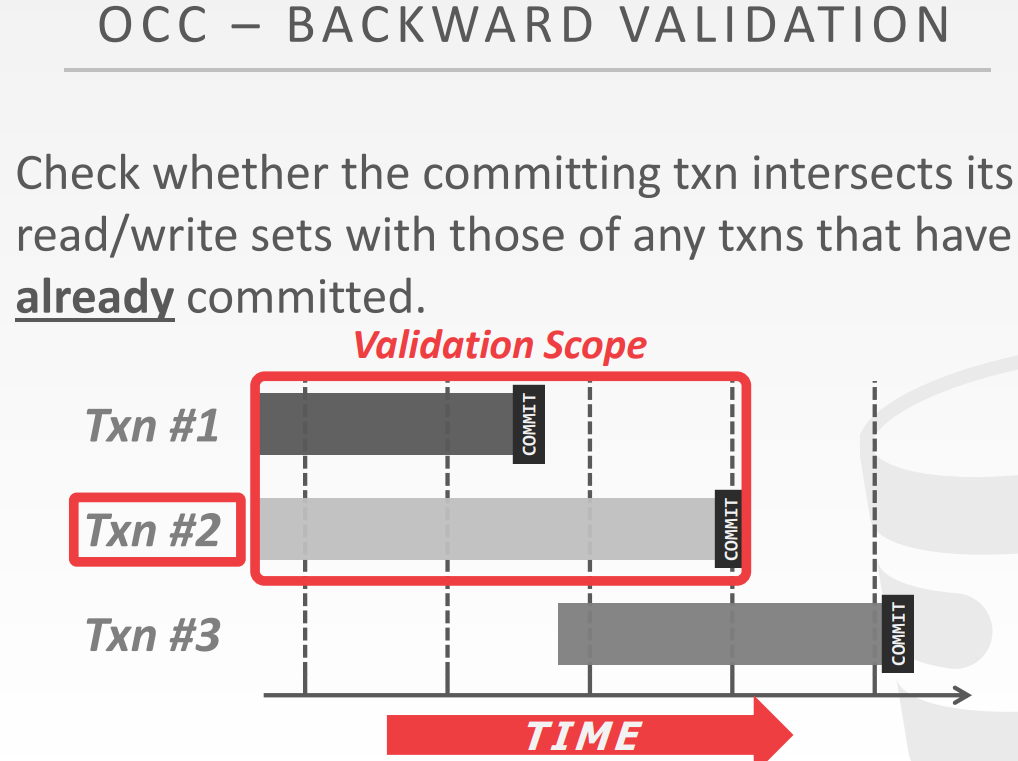 OCC – BACKWARD VALIDATION
Check whether the committing txn intersects its
read/write sets with those of any txns that have
already committed.
Validation Scope
Txn #1
COMMIT
Txn #2
COMMIT
Txn #3
COMMIT
TIME